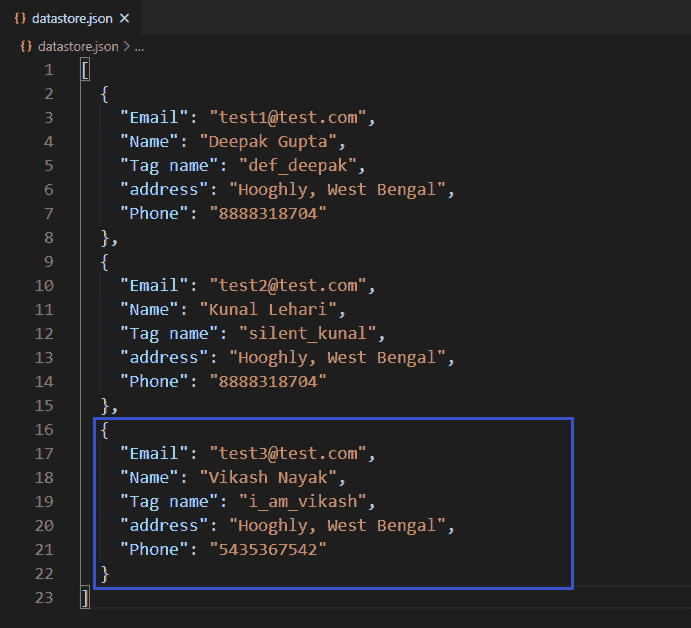 {} datastore.json ×
{} datastore.json > ...
1 [
2 {
3 "Email": "test1@test.com",
4 "Name": "Deepak Gupta",
5 "Tag name": "def_deepak",
6 "address": "Hooghly, West Bengal",
7 "Phone": "8888318704"
8 },
9 {
10 "Email": "test2@test.com",
11 "Name": "Kunal Lehari",
12 "Tag name": "silent_kunal",
13 "address": "Hooghly, West Bengal",
14 "Phone": "8888318704"
15 },
16 {
17 "Email": "test3@test.com",
18 "Name": "Vikash Nayak",
19 "Tag name": "i_am_vikash",
20 "address": "Hooghly, West Bengal",
21 "Phone": "5435367542"
22 }
23 ]